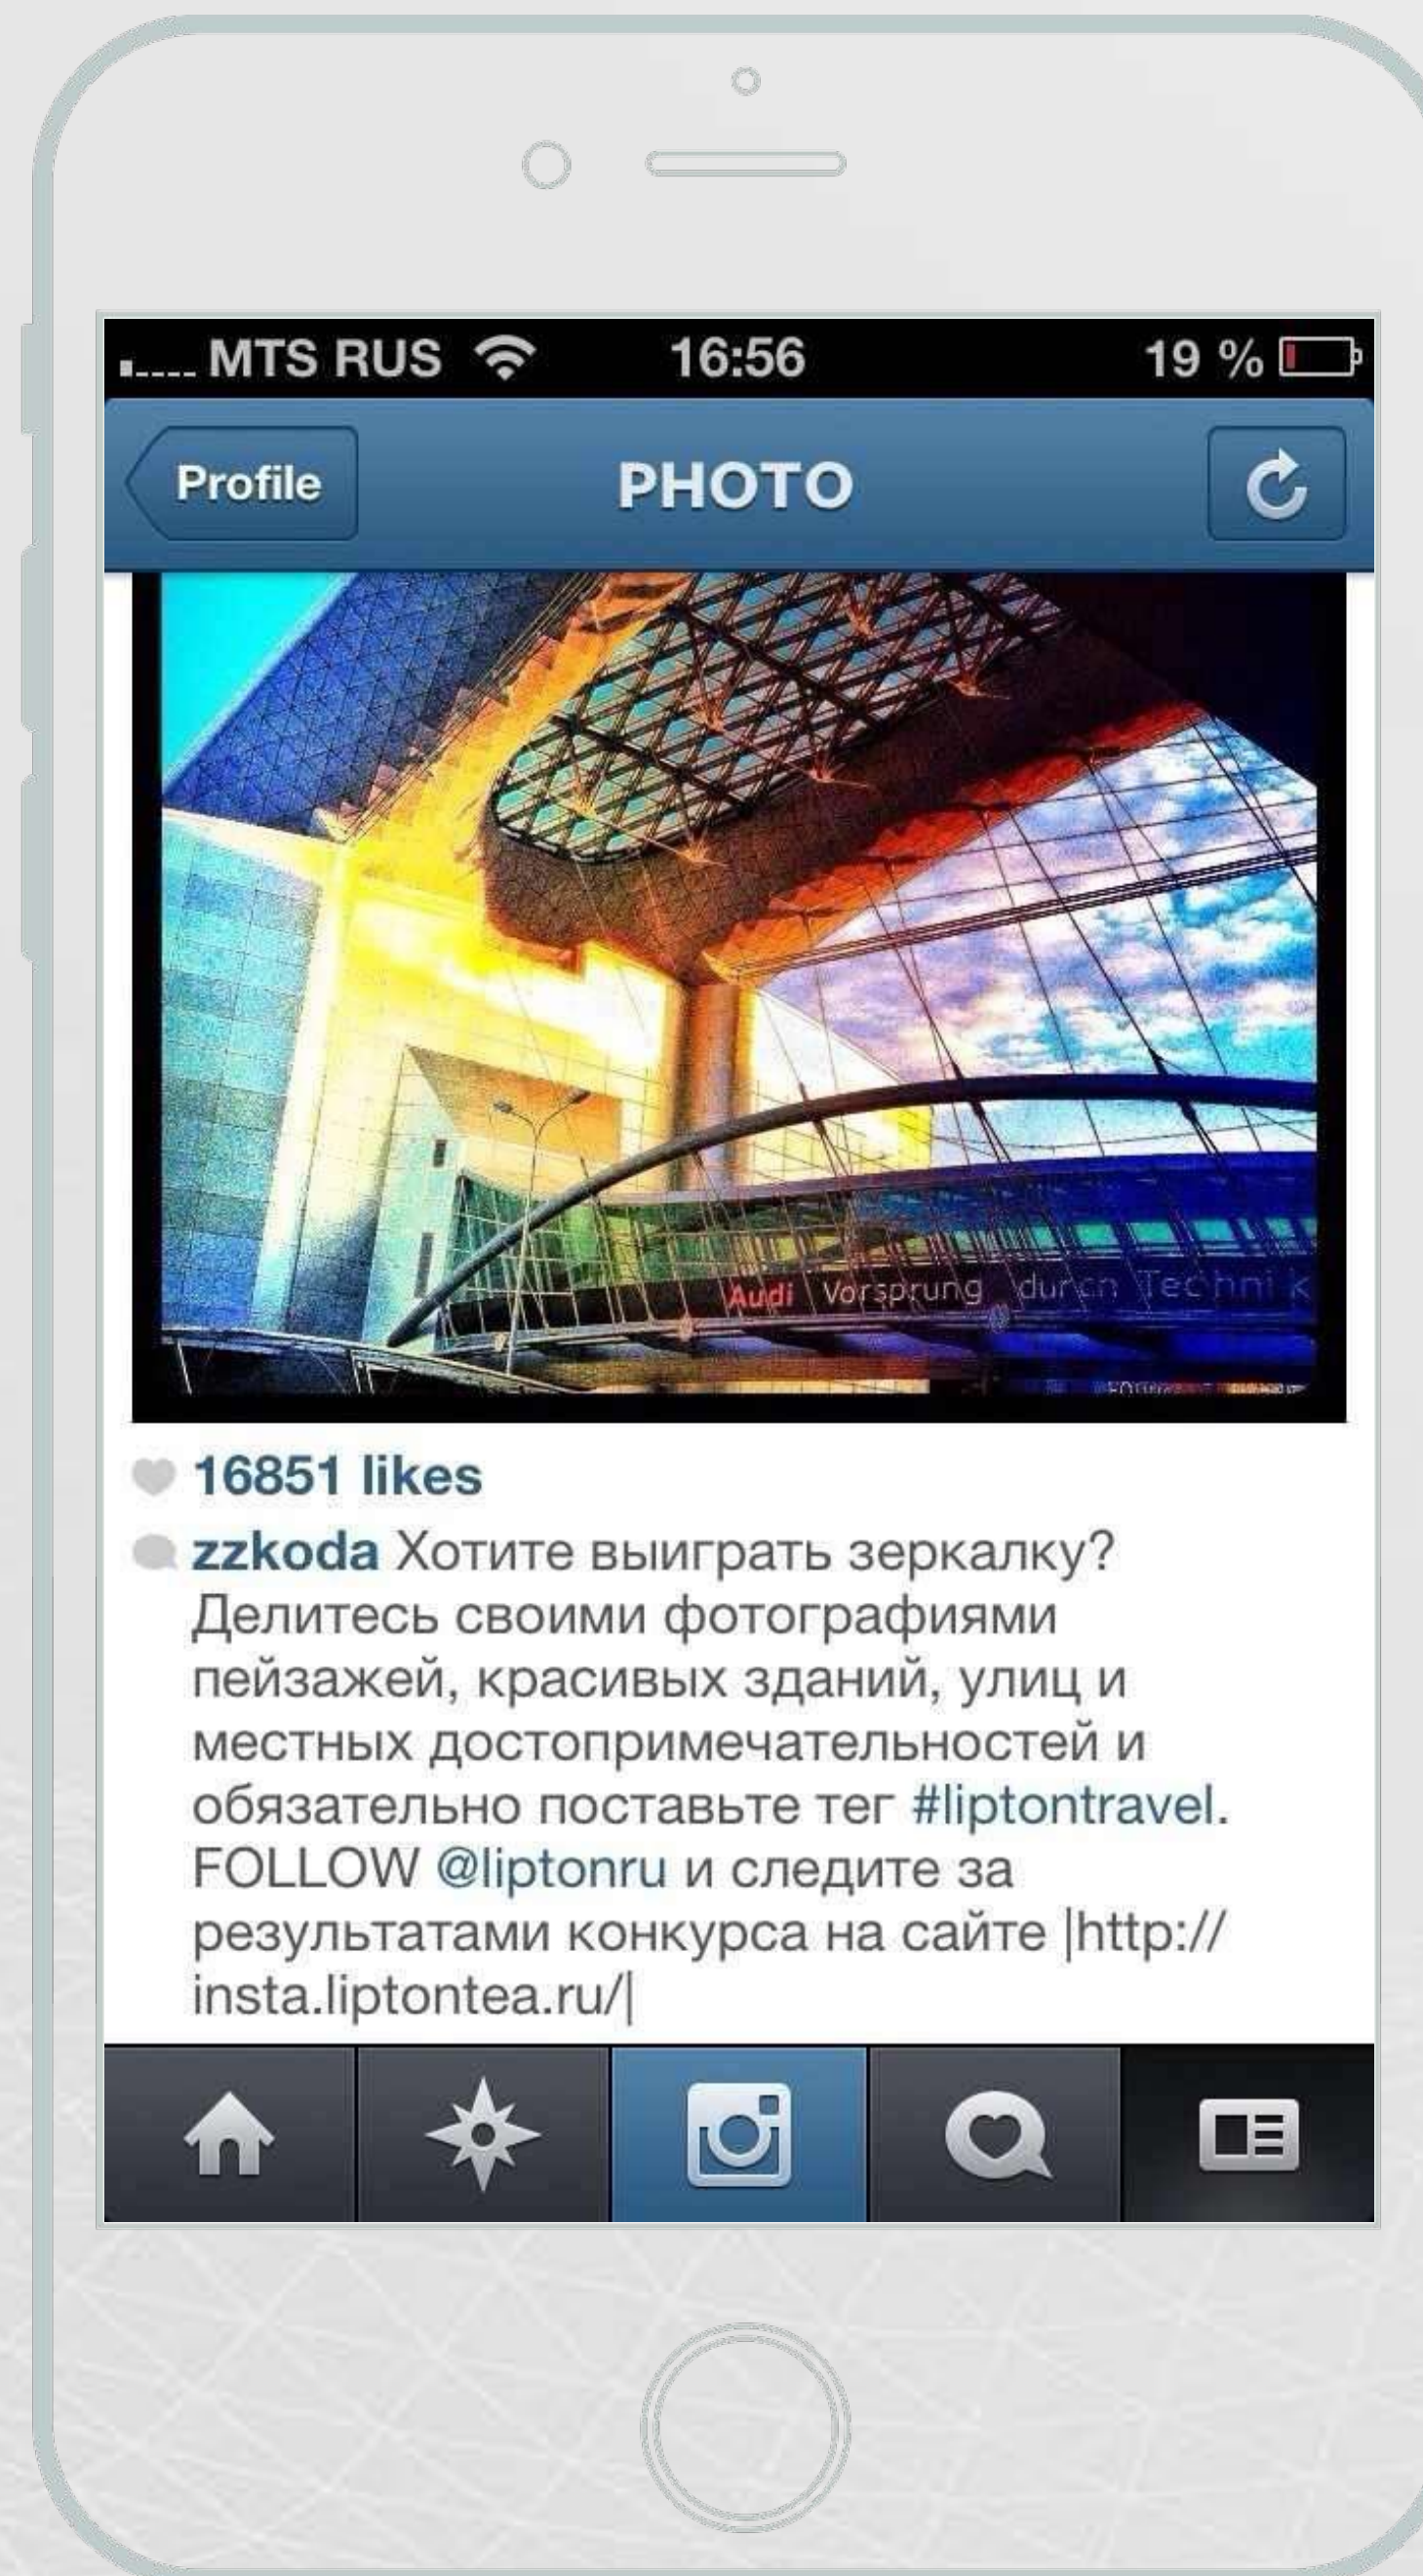 MTS RUS 16:56 19 %
Profile PHOTO
Audi Vorsprung durch Technik
16851 likes
zzkoda Хотите выиграть зеркалку?
Делитесь своими фотографиями
пейзажей, красивых зданий, улиц и
местных достопримечательностей и
обязательно поставьте тег #liptontravel.
FOLLOW @liptonru и следите за
результатами конкурса на сайте |http://
insta.liptontea.ru/|